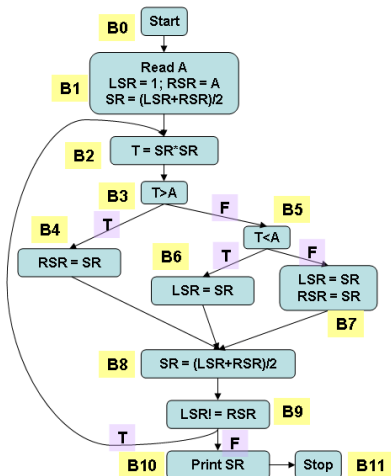 B0
Start
B1
Read A
LSR = 1; RSR = A
SR = (LSR+RSR)/2
B2
T = SR*SR
B3
T>A
T
F
B4
RSR = SR
B5
T<A
T
F
B6
LSR = SR
LSR = SR
RSR = SR
B7
B8
SR = (LSR+RSR)/2
LSR! = RSR
B9
T
F
B10
Print SR
Stop
B11